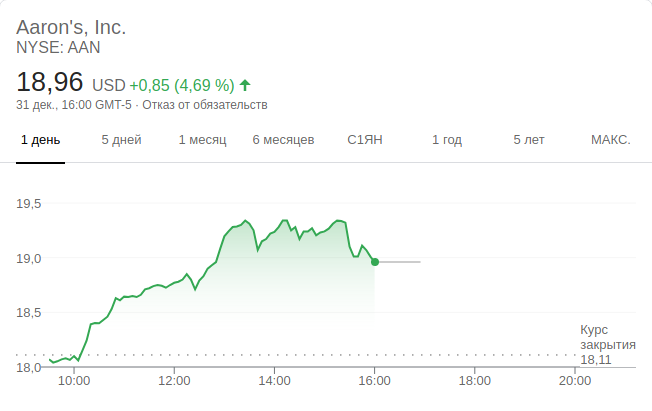 Aaron's, Inc.
NYSE: AAN
18,96 USD +0,85 (4,69 %)
31 дек., 16:00 GMT-5 · Отказ от обязательств
1 день 5 дней 1 месяц 6 месяцев С1ЯН 1 год 5 лет МАКС.
19,5
19,0
18,5
Курс
закрытия
18,11
18,0
10:00 12:00 14:00 16:00 18:00 20:00